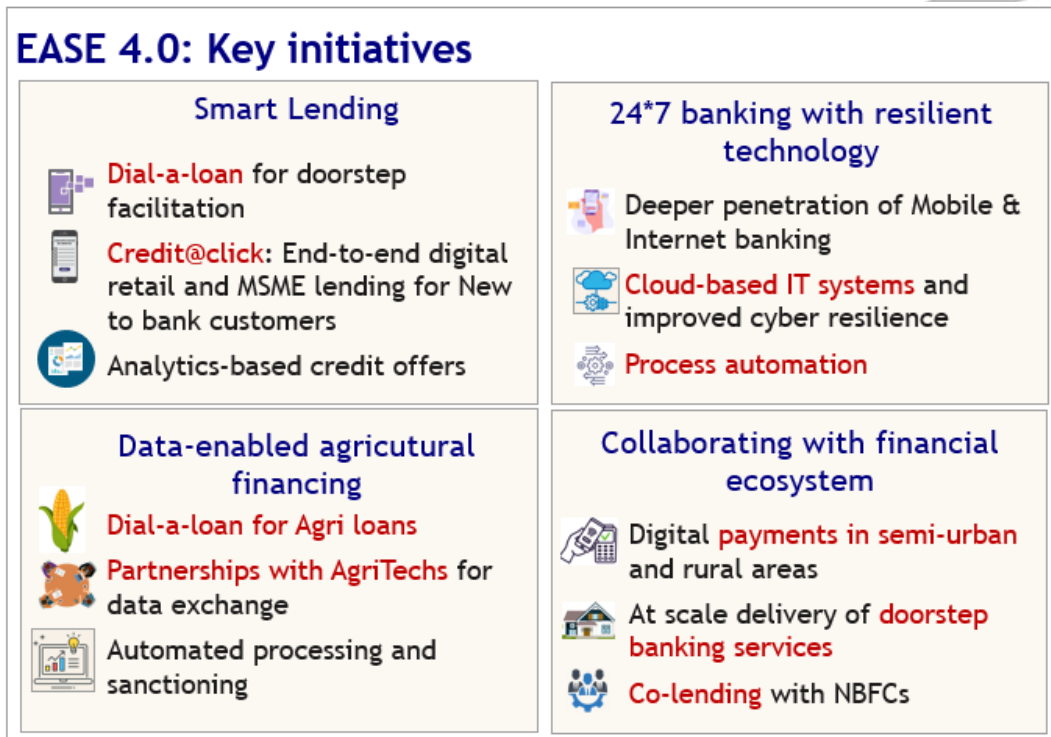 EASE 4.0: Key initiatives
Smart Lending
Dial-a-loan for doorstep
facilitation
Credit@click: End-to-end digital
retail and MSME lending for New
to bank customers
Analytics-based credit offers
24*7 banking with resilient
technology
Deeper penetration of Mobile &
Internet banking
Cloud-based IT systems and
improved cyber resilience
Process automation
Data-enabled agricutural
financing
Dial-a-loan for Agri loans
Partnerships with AgriTechs for
data exchange
Automated processing and
sanctioning
Collaborating with financial
ecosystem
Digital payments in semi-urban
and rural areas
At scale delivery of doorstep
banking services
Co-lending with NBFCs